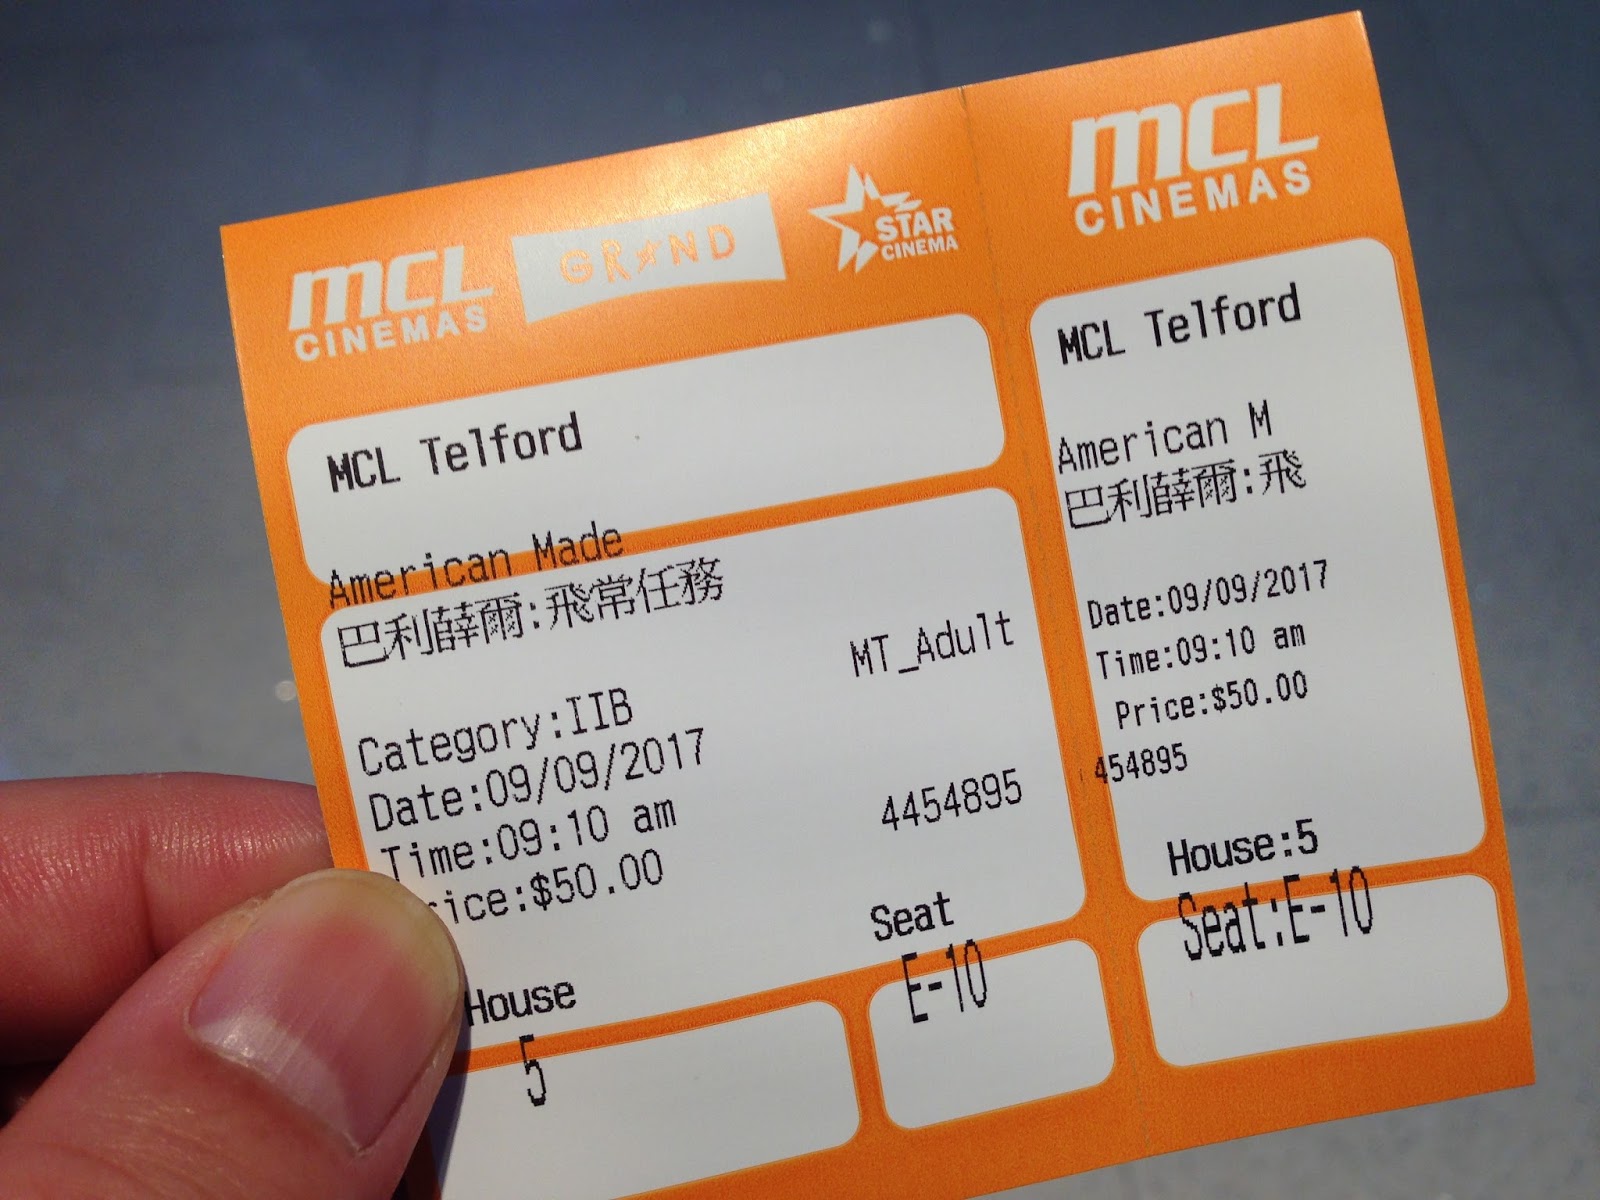 MCL
CINEMAS
GRAND
STAR
CINEMA
MCL Telford
American Made
巴利薛爾:飛常任務
MT_Adult
Category:IIB
Date:09/09/2017
Time:09:10 am
4454895
rice:$50.00
Seat
E-10
House
5
MCL
CINEMAS
MCL Telford
American M
巴利薛爾:飛
Date:09/09/2017
Time:09:10 am
Price:$50.00
454895
House:5
Seat:E-10